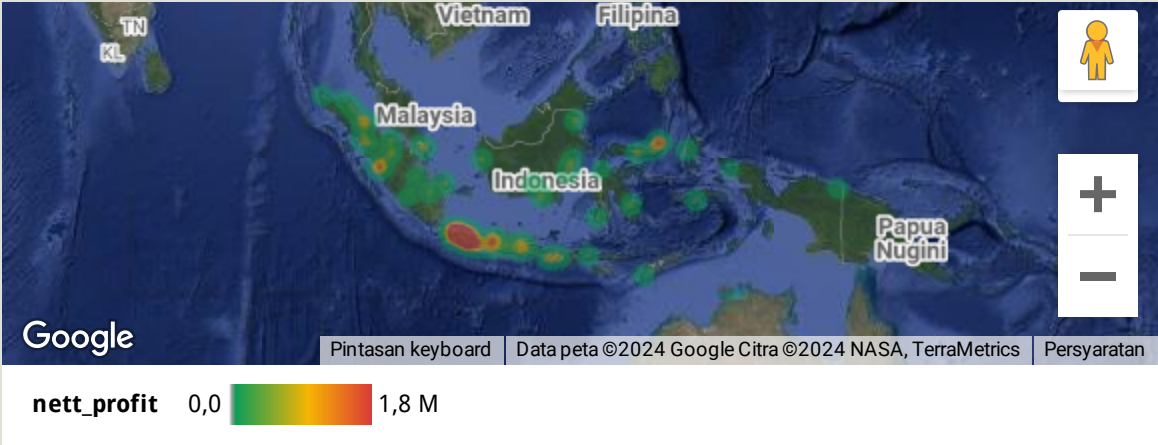 Vietnam
Filipina
TN
KL
Malaysia
Indonesia
Papua
Nugini
Google
Pintasan keyboard
Data peta ©2024 Google Citra ©2024 NASA, TerraMetrics
Persyaratan
nett_profit 0,0 1,8 M